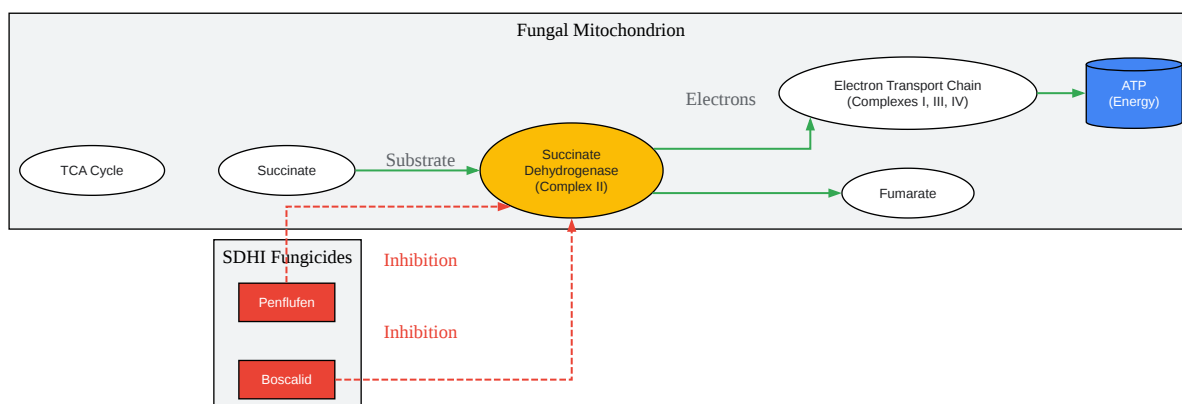 Fungal Mitochondrion
Electron Transport Chain
(Complexes I, III, IV)
ATP
(Energy)
Electrons
TCA Cycle
Succinate
Substrate
Succinate
Dehydrogenase
(Complex II)
Fumarate
SDHI Fungicides
Inhibition
Penflufen
Inhibition
Boscalid